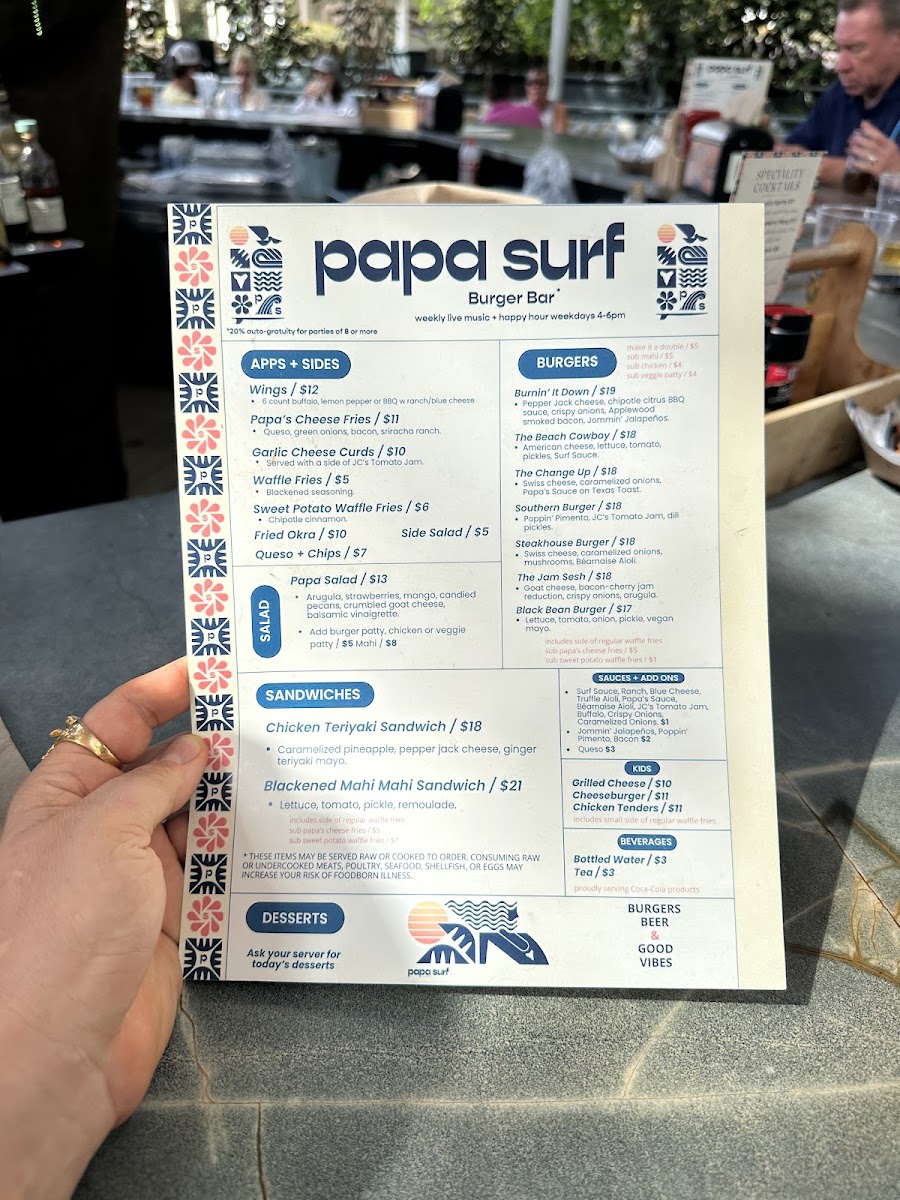 papa surf
Burger Bar*
weekly live music + happy hour weekdays 4-6pm
*20% auto-gratuity for parties of 8 or more
APPS + SIDES
Wings / $12
• 6 count buffalo, lemon pepper or BBQ w ranch/blue cheese
Papa's Cheese Fries / $11
• Queso, green onions, bacon, sriracha ranch.
Garlic Cheese Curds / $10
• Served with a side of JC's Tomato Jam.
Waffle Fries / $5
• Blackened seasoning.
Sweet Potato Waffle Fries / $6
• Chipotle cinnamon.
Fried Okra / $10
Side Salad / $5
Queso + Chips / $7
SALAD
Papa Salad / $13
• Arugula, strawberries, mango, candied
pecans, crumbled goat cheese,
balsamic vinaigrette.
• Add burger patty, chicken or veggie
patty / $5 Mahi / $8
BURGERS
make it a double / $5
sub mahi / $5
sub chicken / $4
sub veggie patty / $4
Burnin' It Down / $19
• Pepper Jack cheese, chipotle citrus BBQ
sauce, crispy onions, Applewood
smoked bacon, Jommin' Jalapeños.
The Beach Cowboy / $18
• American cheese, lettuce, tomato,
pickles, Surf Sauce.
The Change Up / $18
• Swiss cheese, caramelized onions,
Papa's Sauce on Texas Toast.
Southern Burger / $18
• Poppin' Pimento, JC's Tomato Jam, dill
pickles.
Steakhouse Burger / $18
• Swiss cheese, caramelized onions,
mushrooms, Béarnaise Aioli.
The Jam Sesh / $18
• Goat cheese, bacon-cherry jam
reduction, crispy onions, arugula.
Black Bean Burger / $17
• Lettuce, tomato, onion, pickle, vegan
mayo.
includes side of regular waffle fries
sub papa's cheese fries / $5
sub sweet potato waffle fries / $1
SANDWICHES
Chicken Teriyaki Sandwich / $18
• Caramelized pineapple, pepper jack cheese, ginger
teriyaki mayo.
Blackened Mahi Mahi Sandwich / $21
• Lettuce, tomato, pickle, remoulade.
includes side of regular waffle fries
sub papa's cheese fries / $5
sub sweet potato waffle fries / $1
* THESE ITEMS MAY BE SERVED RAW OR COOKED TO ORDER. CONSUMING RAW
OR UNDERCOOKED MEATS, POULTRY, SEAFOOD, SHELLFISH, OR EGGS MAY
INCREASE YOUR RISK OF FOODBORN ILLNESS.
SAUCES + ADD ONS
• Surf Sauce, Ranch, Blue Cheese,
Truffle Aioli, Papa's Sauce,
Béarnaise Aioli, JC's Tomato Jam,
Buffalo, Crispy Onions,
Caramelized Onions. $1
• Jommin' Jalapeños, Poppin'
Pimento, Bacon $2
• Queso $3
KIDS
Grilled Cheese / $10
Cheeseburger / $11
Chicken Tenders / $11
includes small side of regular waffle fries
BEVERAGES
Bottled Water / $3
Tea / $3
proudly serving Coca-Cola products
DESSERTS
Ask your server for
today's desserts
papa surf
BURGERS
BEER
&
GOOD
VIBES
SPECIALITY
COCKTAILS
papa surf